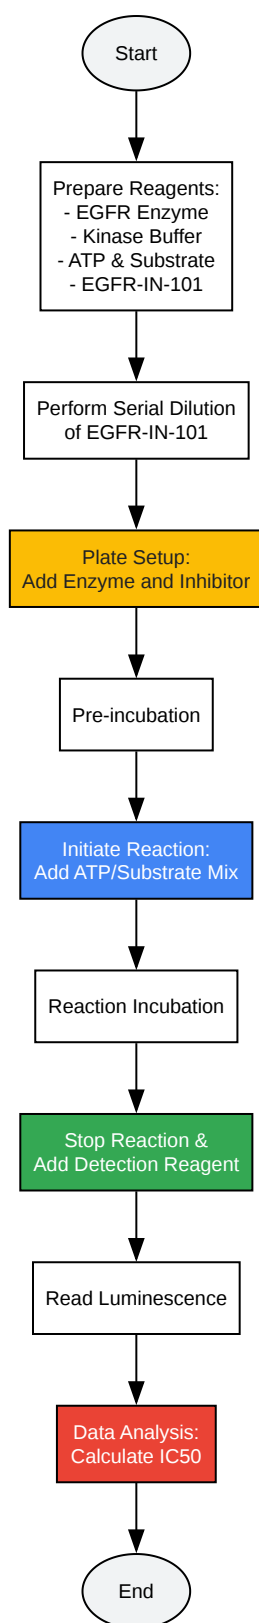 Start
Prepare Reagents:
- EGFR Enzyme
- Kinase Buffer
- ATP & Substrate
- EGFR-IN-101
Perform Serial Dilution
of EGFR-IN-101
Plate Setup:
Add Enzyme and Inhibitor
Pre-incubation
Initiate Reaction:
Add ATP/Substrate Mix
Reaction Incubation
Stop Reaction &
Add Detection Reagent
Read Luminescence
Data Analysis:
Calculate IC50
End